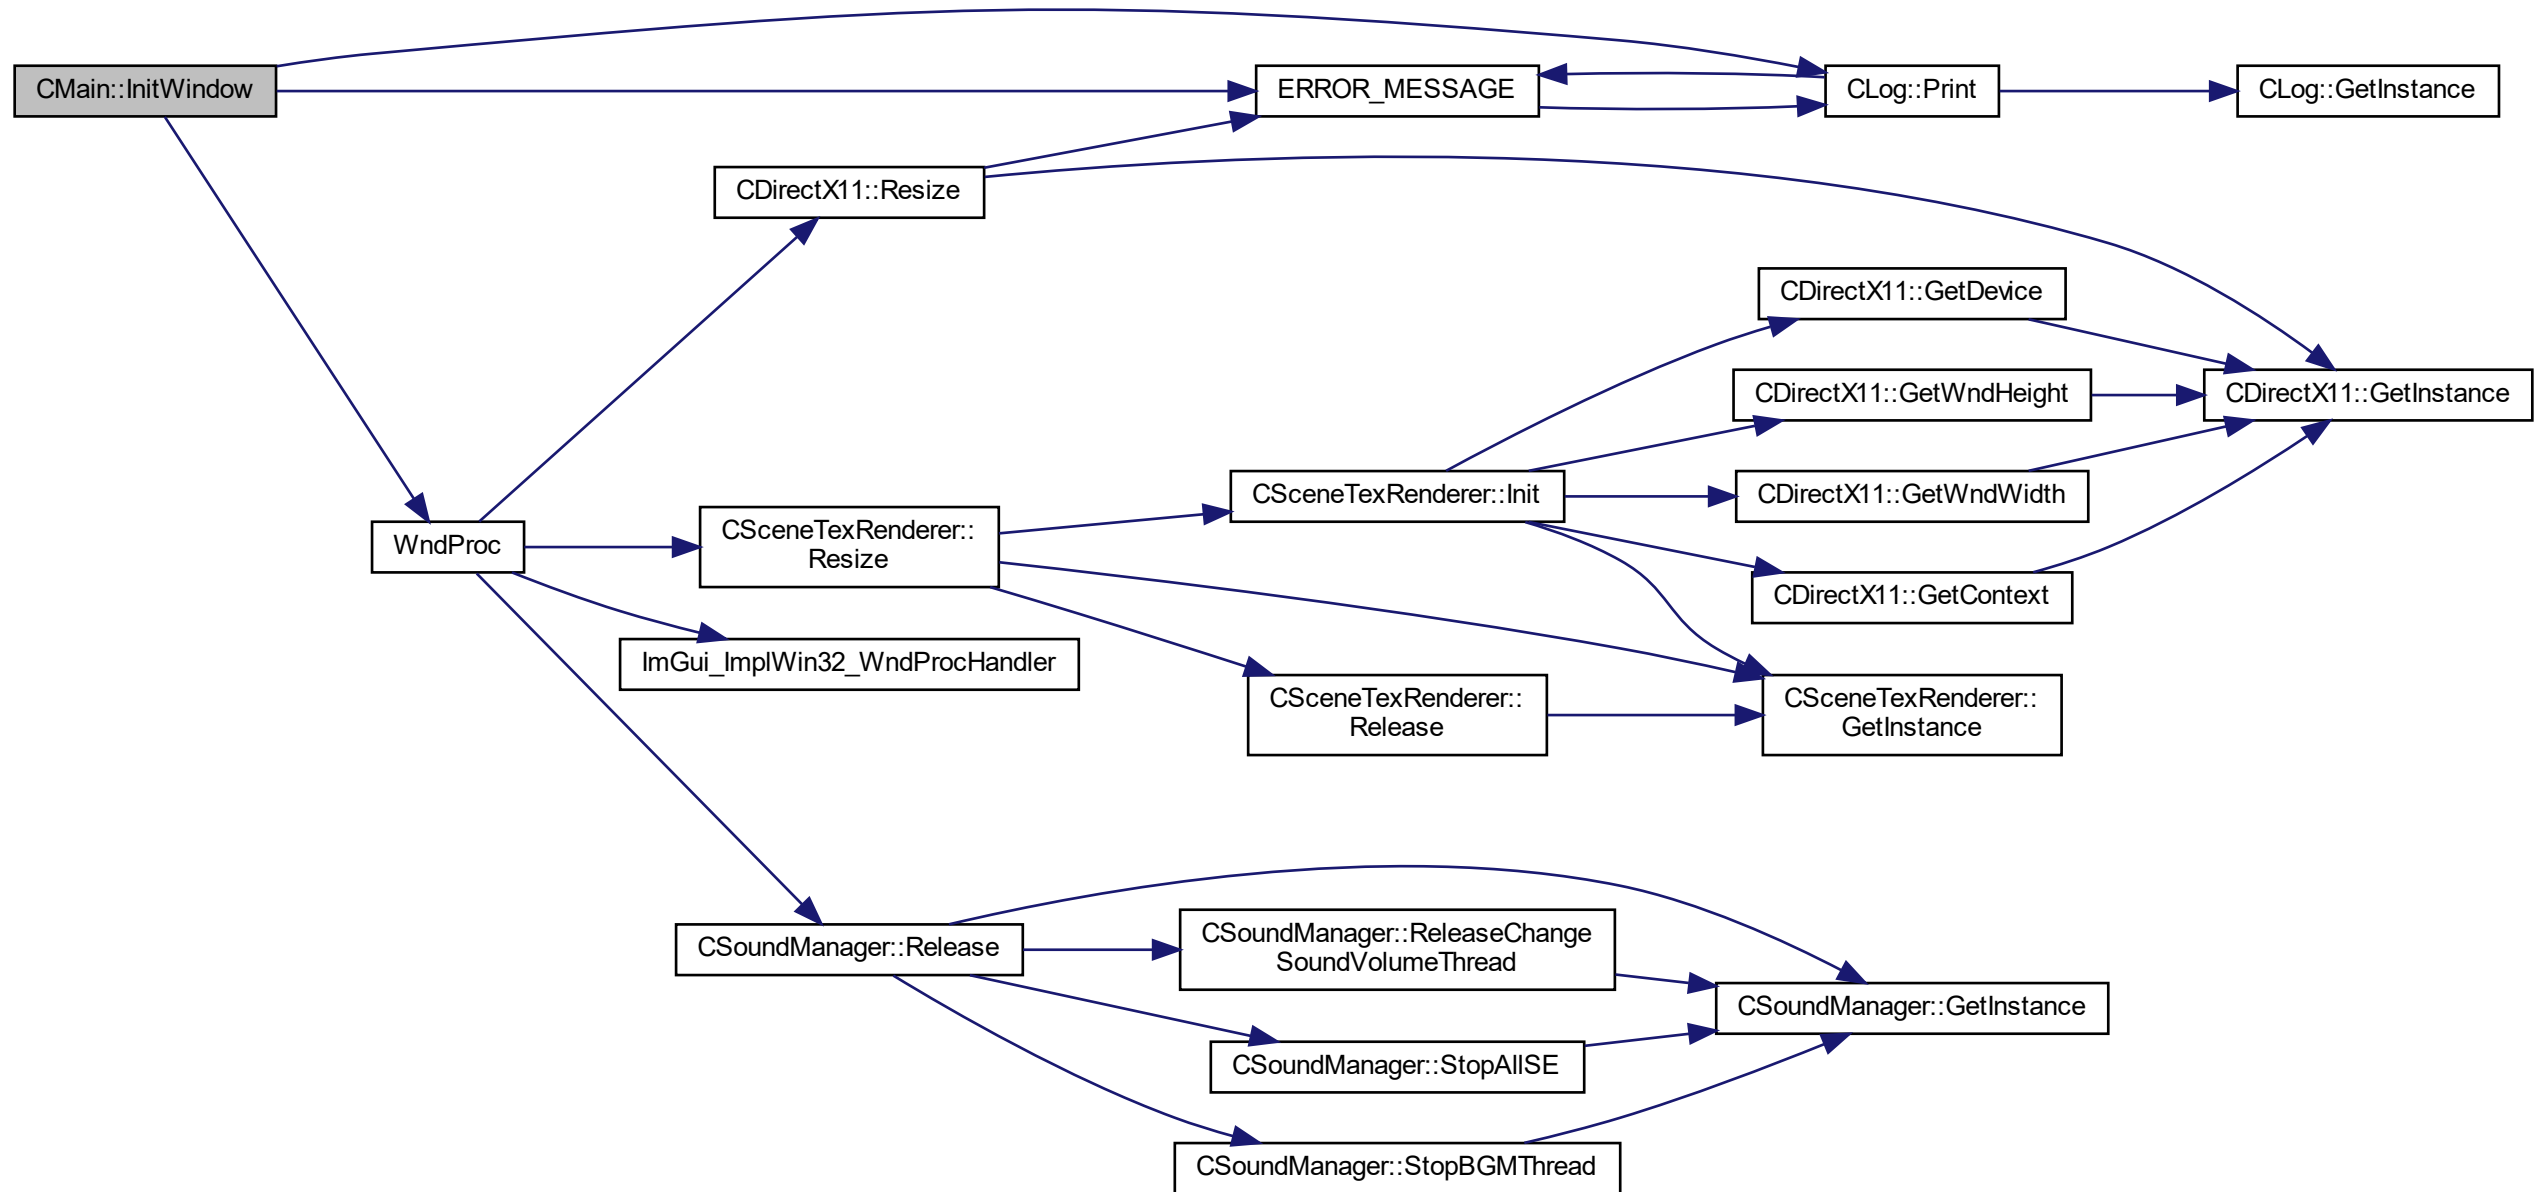 CMain::InitWindow
ERROR_MESSAGE
CLog::Print
CLog::GetInstance
CDirectX11::Resize
CDirectX11::GetDevice
CDirectX11::GetWndHeight
CDirectX11::GetInstance
CSceneTexRenderer::Init
CDirectX11::GetWndWidth
WndProc
CSceneTexRenderer::
Resize
CDirectX11::GetContext
ImGui_ImplWin32_WndProcHandler
CSceneTexRenderer::
Release
CSceneTexRenderer::
GetInstance
CSoundManager::Release
CSoundManager::ReleaseChange
SoundVolumeThread
CSoundManager::GetInstance
CSoundManager::StopAllSE
CSoundManager::StopBGMThread